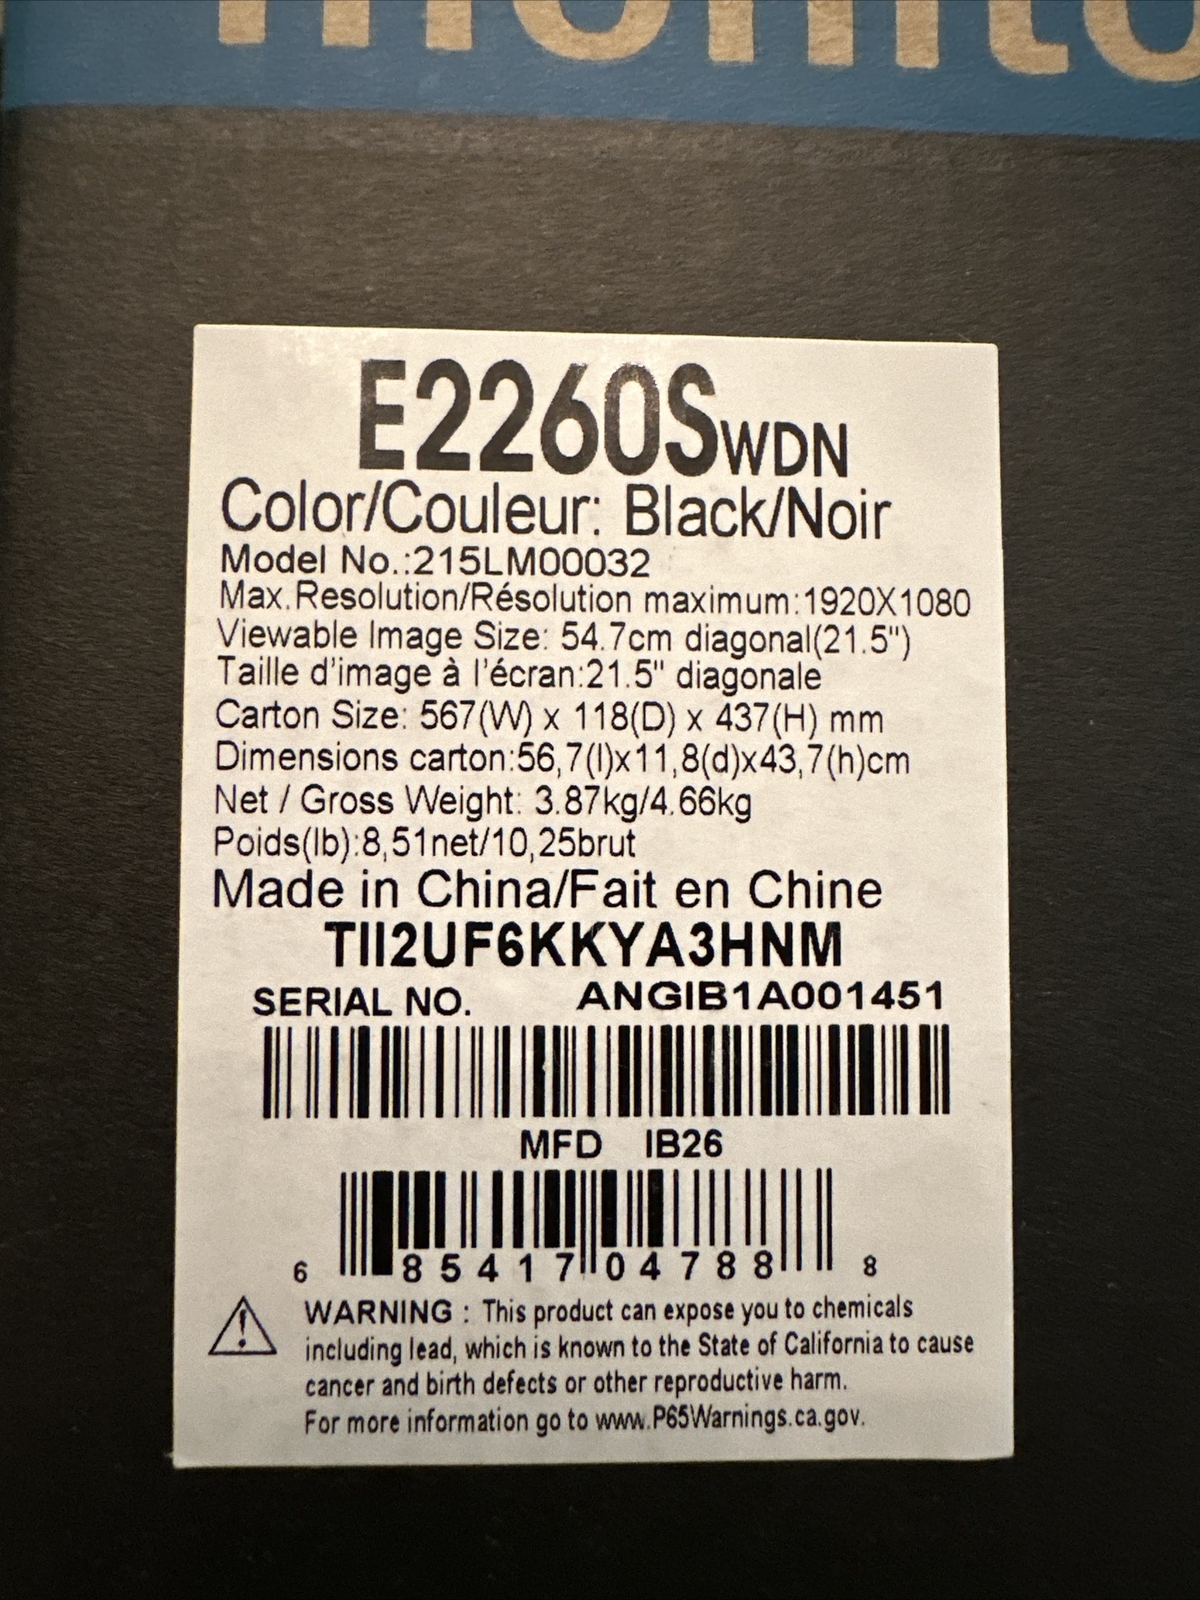 monito
E2260SWDN
Color/Couleur: Black/Noir
Model No.:215LM00032
Max.Resolution/Résolution maximum:1920X1080
Viewable Image Size: 54.7cm diagonal(21.5")
Taille d'image à l'écran:21.5" diagonale
Carton Size: 567(W) x 118(D) x 437(H) mm
Dimensions carton:56,7(l)x11,8(d)x43,7(h)cm
Net / Gross Weight: 3.87kg/4.66kg
Poids(lb):8,51net/10,25brut
Made in China/Fait en Chine
TII2UF6KKYA3HNM
SERIAL NO. ANGIB1A001451
MFD IB26
6 85417 04788 8
WARNING : This product can expose you to chemicals
including lead, which is known to the State of California to cause
cancer and birth defects or other reproductive harm.
For more information go to www.P65Warnings.ca.gov.